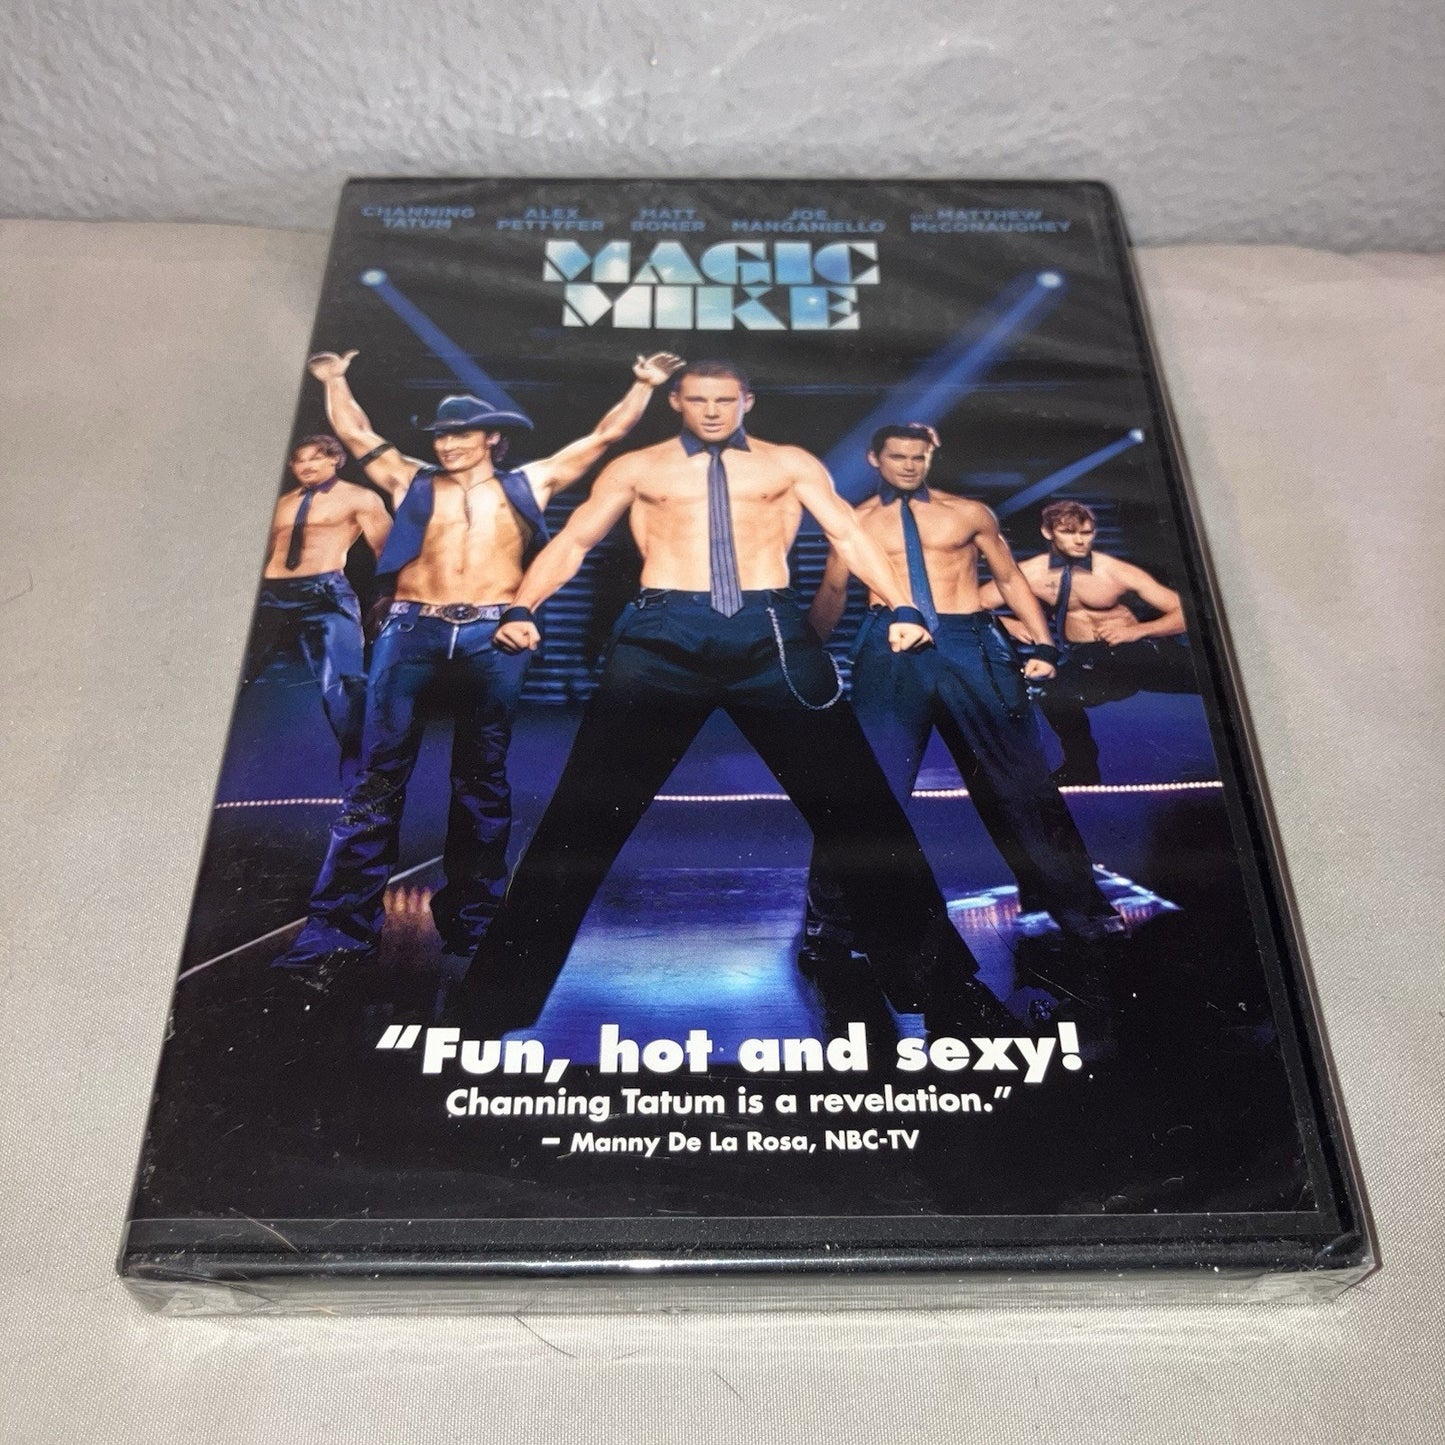 CHANNING TATUM
ALEX PETTYFER
MATT BOMER
JOE MANGANIELLO
AND MATTHEW McCONAUGHEY
MAGIC
MIKE
"Fun, hot and sexy!
Channing Tatum is a revelation."
– Manny De La Rosa, NBC-TV